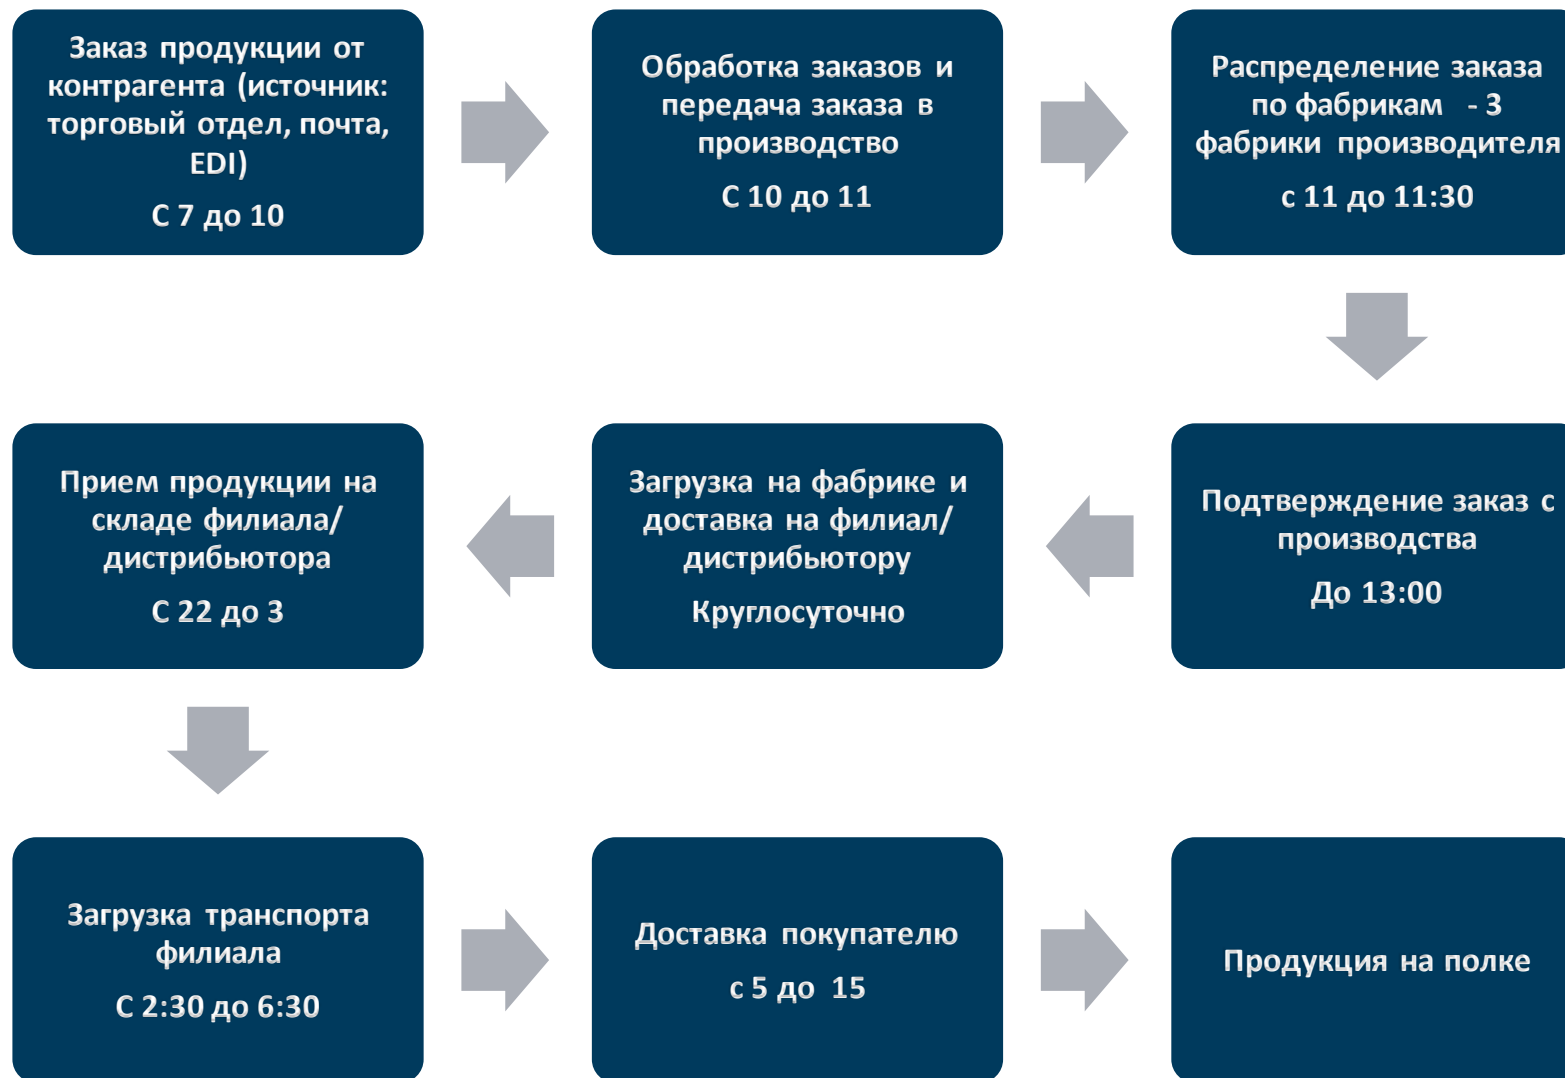 Заказ продукции от
контрагента (источник:
торговый отдел, почта,
EDI)
С 7 до 10
Обработка заказов и
передача заказа в
производство
С 10 до 11
Распределение заказа
по фабрикам - 3
фабрики производителя
с 11 до 11:30
Подтверждение заказ с
производства
До 13:00
Загрузка на фабрике и
доставка на филиал/
дистрибьютору
Круглосуточно
Прием продукции на
складе филиала/
дистрибьютора
С 22 до 3
Загрузка транспорта
филиала
С 2:30 до 6:30
Доставка покупателю
с 5 до 15
Продукция на полке